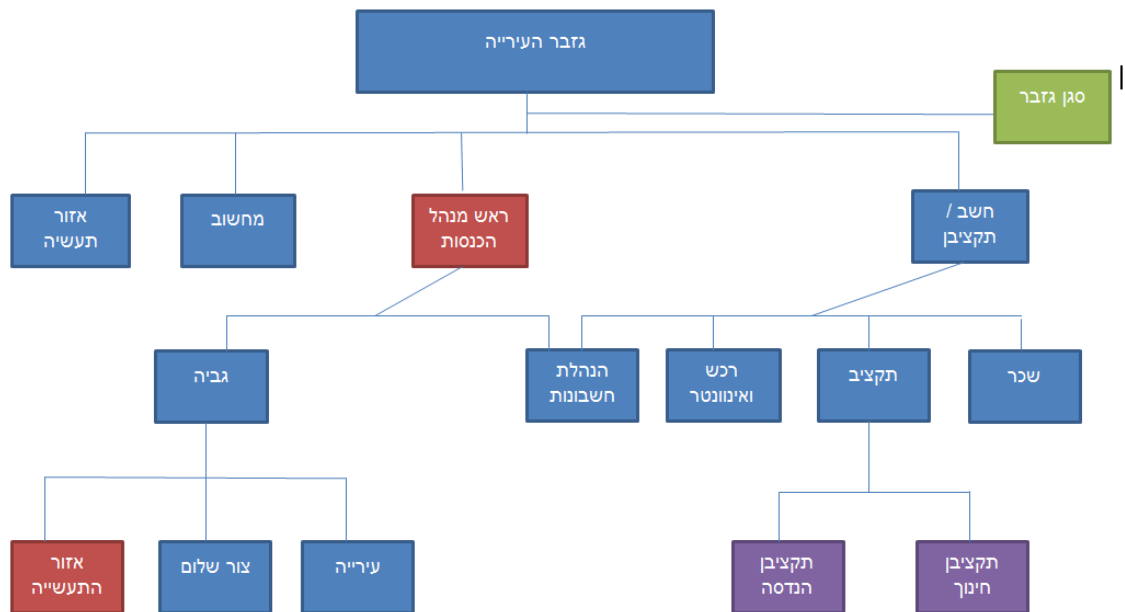 גזבר העירייה
סגן גזבר
חשב /
תקציבן
ראש מנהל
הכנסות
מחשוב
אזור
תעשיה
שכר
תקציב
רכש
ואינוונטר
הנהלת
חשבונות
גביה
תקציבן
חינוך
תקציבן
הנדסה
עירייה
צור שלום
אזור
התעשייה